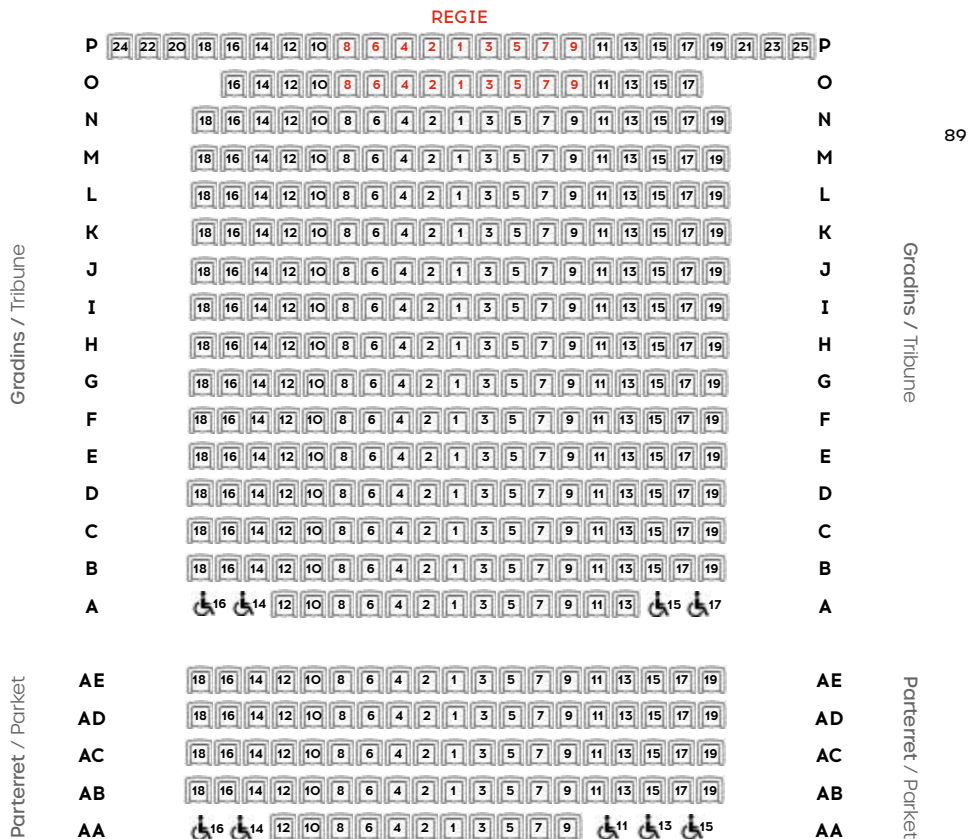 REGIE
P 24 22 20 18 16 14 12 10 8 6 4 2 1 3 5 7 9 11 13 15 17 19 21 23 25 P
O 16 14 12 10 8 6 4 2 1 3 5 7 9 11 13 15 17 O
N 18 16 14 12 10 8 6 4 2 1 3 5 7 9 11 13 15 17 19 N
89
M 18 16 14 12 10 8 6 4 2 1 3 5 7 9 11 13 15 17 19 M
L 18 16 14 12 10 8 6 4 2 1 3 5 7 9 11 13 15 17 19 L
K 18 16 14 12 10 8 6 4 2 1 3 5 7 9 11 13 15 17 19 K
J 18 16 14 12 10 8 6 4 2 1 3 5 7 9 11 13 15 17 19 J
I 18 16 14 12 10 8 6 4 2 1 3 5 7 9 11 13 15 17 19 I
H 18 16 14 12 10 8 6 4 2 1 3 5 7 9 11 13 15 17 19 H
G 18 16 14 12 10 8 6 4 2 1 3 5 7 9 11 13 15 17 19 G
F 18 16 14 12 10 8 6 4 2 1 3 5 7 9 11 13 15 17 19 F
E 18 16 14 12 10 8 6 4 2 1 3 5 7 9 11 13 15 17 19 E
D 18 16 14 12 10 8 6 4 2 1 3 5 7 9 11 13 15 17 19 D
C 18 16 14 12 10 8 6 4 2 1 3 5 7 9 11 13 15 17 19 C
B 18 16 14 12 10 8 6 4 2 1 3 5 7 9 11 13 15 17 19 B
A 16 14 12 10 8 6 4 2 1 3 5 7 9 11 13 15 17 A
Gradins / Tribune
Gradins / Tribune
AE 18 16 14 12 10 8 6 4 2 1 3 5 7 9 11 13 15 17 19 AE
AD 18 16 14 12 10 8 6 4 2 1 3 5 7 9 11 13 15 17 19 AD
AC 18 16 14 12 10 8 6 4 2 1 3 5 7 9 11 13 15 17 19 AC
AB 18 16 14 12 10 8 6 4 2 1 3 5 7 9 11 13 15 17 19 AB
AA 16 14 12 10 8 6 4 2 1 3 5 7 9 11 13 15 AA
Parterret / Parket
Parterret / Parket